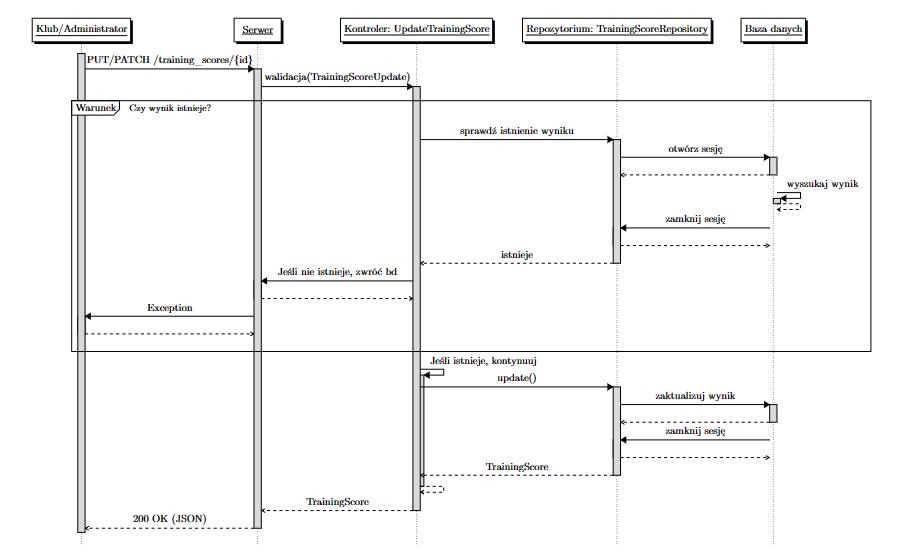 Klub/Administrator
Serwer
Kontroler: UpdateTrainingScore
Repozytorium: TrainingScoreRepository
Baza danych
PUT/PATCH /training_scores/{id}
walidacja(TrainingScoreUpdate)
Warunek
Czy wynik istnieje?
sprawdź istnienie wyniku
otwórz sesję
wyszukaj wynik
zamknij sesję
istnieje
Jeśli nie istnieje, zwróć bd
Exception
Jeśli istnieje, kontynuuj
update()
zaktualizuj wynik
zamknij sesję
TrainingScore
TrainingScore
200 OK (JSON)